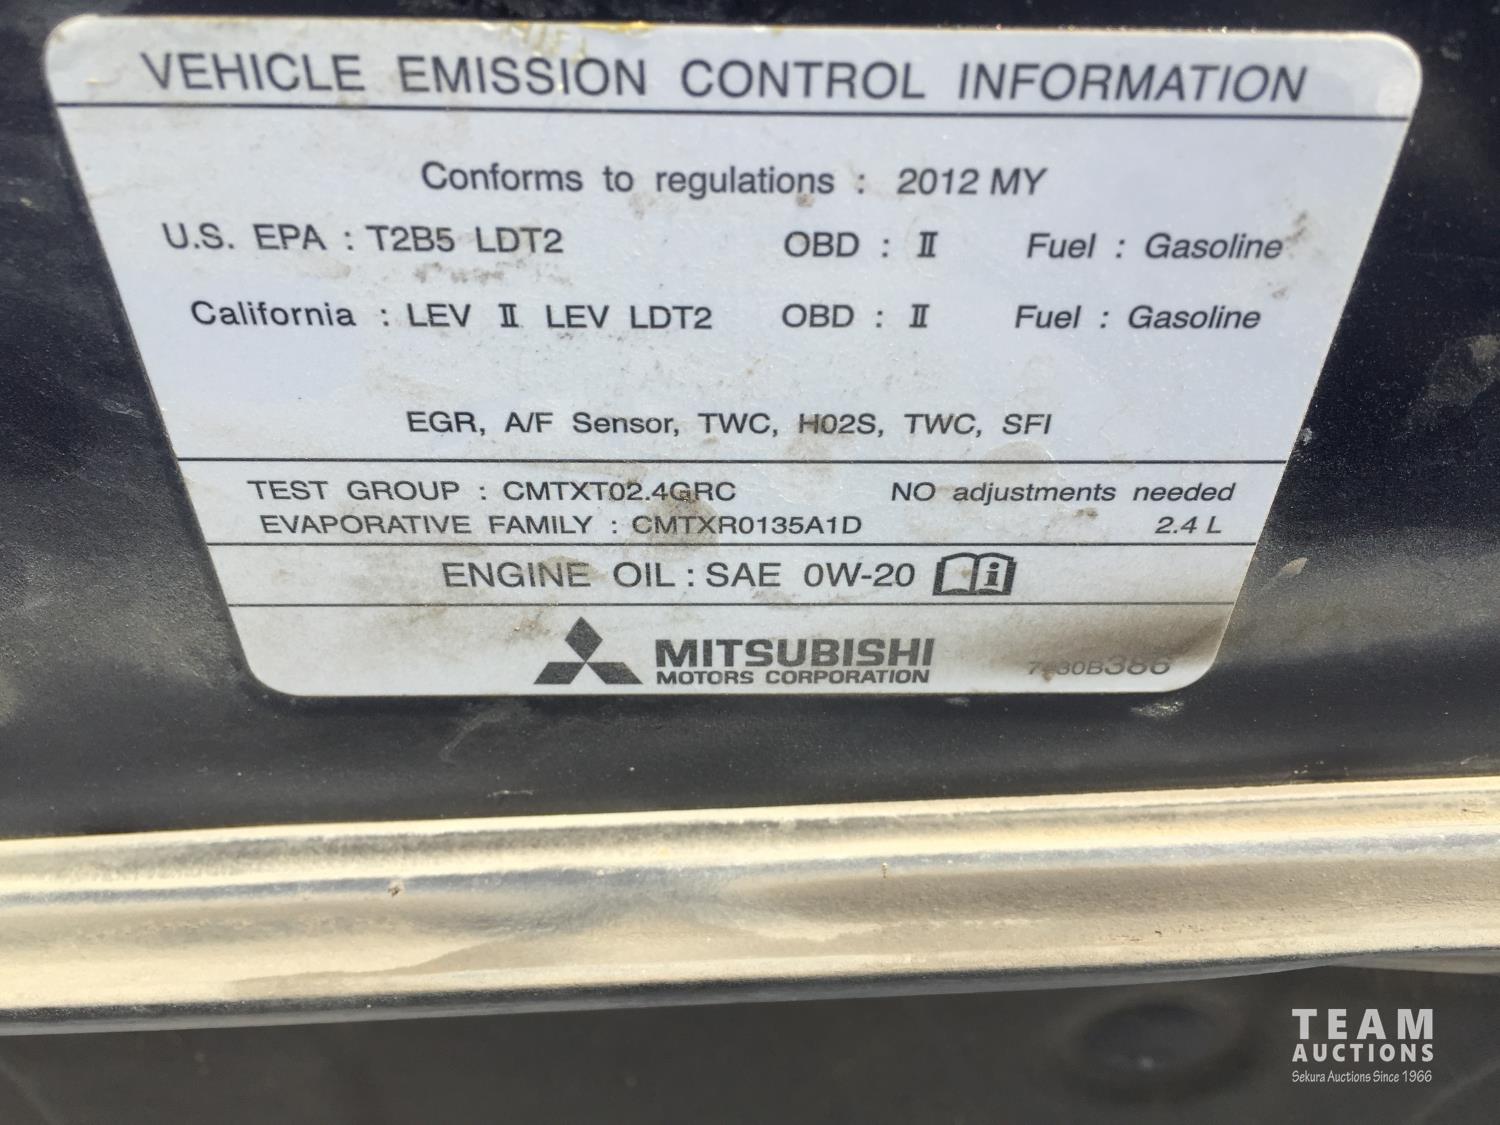 VEHICLE EMISSION CONTROL INFORMATION
Conforms to regulations : 2012 MY
U.S. EPA : T2B5 LDT2 OBD : Ⅱ Fuel : Gasoline
California : LEV Ⅱ LEV LDT2 OBD : Ⅱ Fuel : Gasoline
EGR, A/F Sensor, TWC, H02S, TWC, SFI
TEST GROUP : CMTXT02.4GRC NO adjustments needed
EVAPORATIVE FAMILY : CMTXR0135A1D 2.4 L
ENGINE OIL : SAE 0W-20
MITSUBISHI
MOTORS CORPORATION
TEAM
AUCTIONS
Sekura Auctions Since 1966